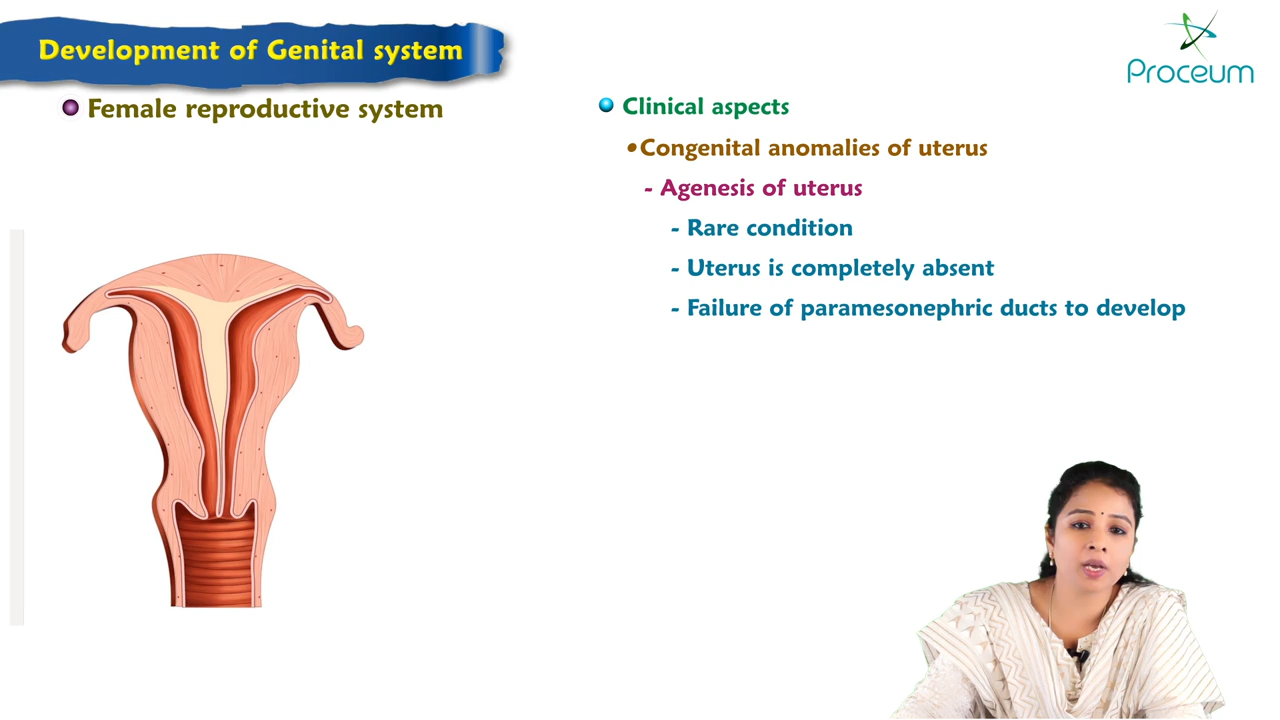 Development of Genital system
Proceum
Female reproductive system
Clinical aspects
•Congenital anomalies of uterus
- Agenesis of uterus
- Rare condition
- Uterus is completely absent
- Failure of paramesonephric ducts to develop